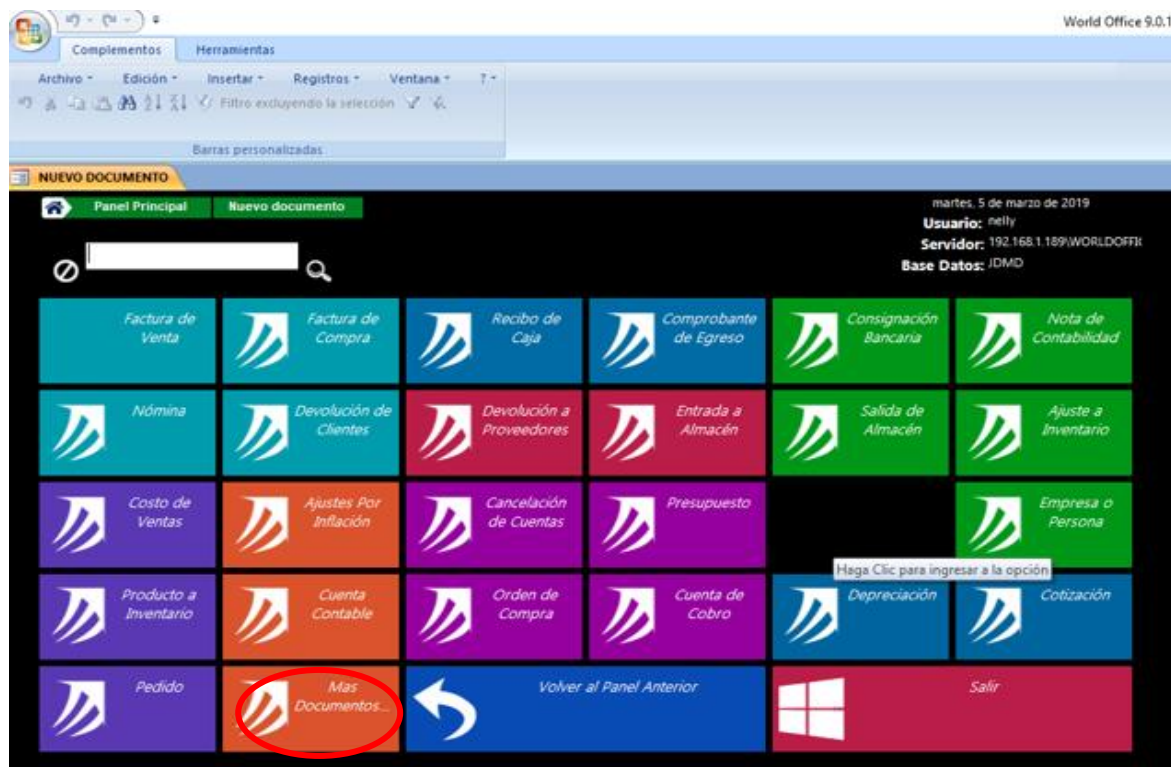 World Office 9.0.1
Complementos Herramientas
Archivo Edición Insertar Registros Ventana ?
Filtro excluyendo la selección
Barras personalizadas
NUEVO DOCUMENTO
Panel Principal Nuevo documento
martes, 5 de marzo de 2019
Usuario: nelly
Servidor: 192.168.1.189\WORLDOFFIC
Base Datos: JDMD
Factura de Venta
Factura de Compra
Recibo de Caja
Comprobante de Egreso
Consignación Bancaria
Nota de Contabilidad
Nómina
Devolución de Clientes
Devolución a Proveedores
Entrada a Almacén
Salida de Almacén
Ajuste a Inventario
Costo de Ventas
Ajustes Por Inflación
Cancelación de Cuentas
Presupuesto
Empresa o Persona
Haga Clic para ingresar a la opción
Producto a Inventario
Cuenta Contable
Orden de Compra
Cuenta de Cobro
Depreciación
Cotización
Pedido
Mas Documentos...
Volver al Panel Anterior
Salir